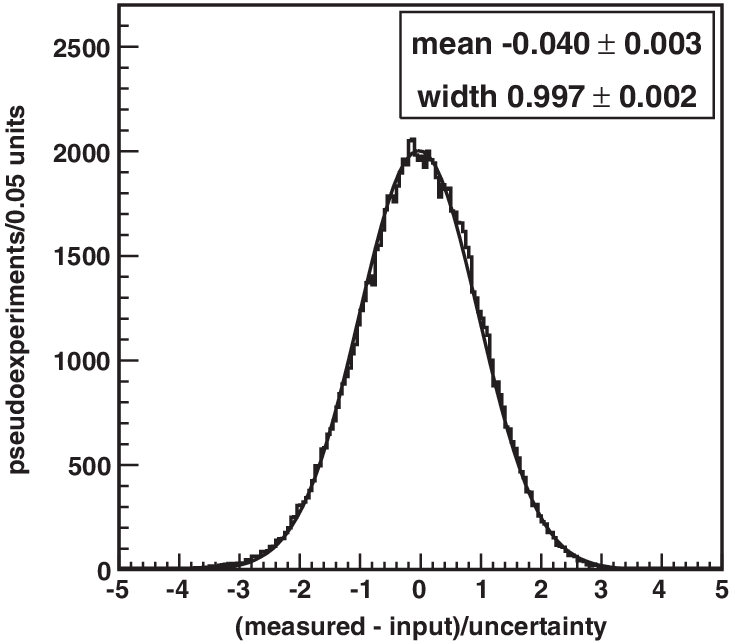 mean -0.040 ± 0.003
width 0.997 ± 0.002
pseudoexperiments/0.05 units
2500
2000
1500
1000
500
0
-5 -4 -3 -2 -1 0 1 2 3 4 5
(measured - input)/uncertainty